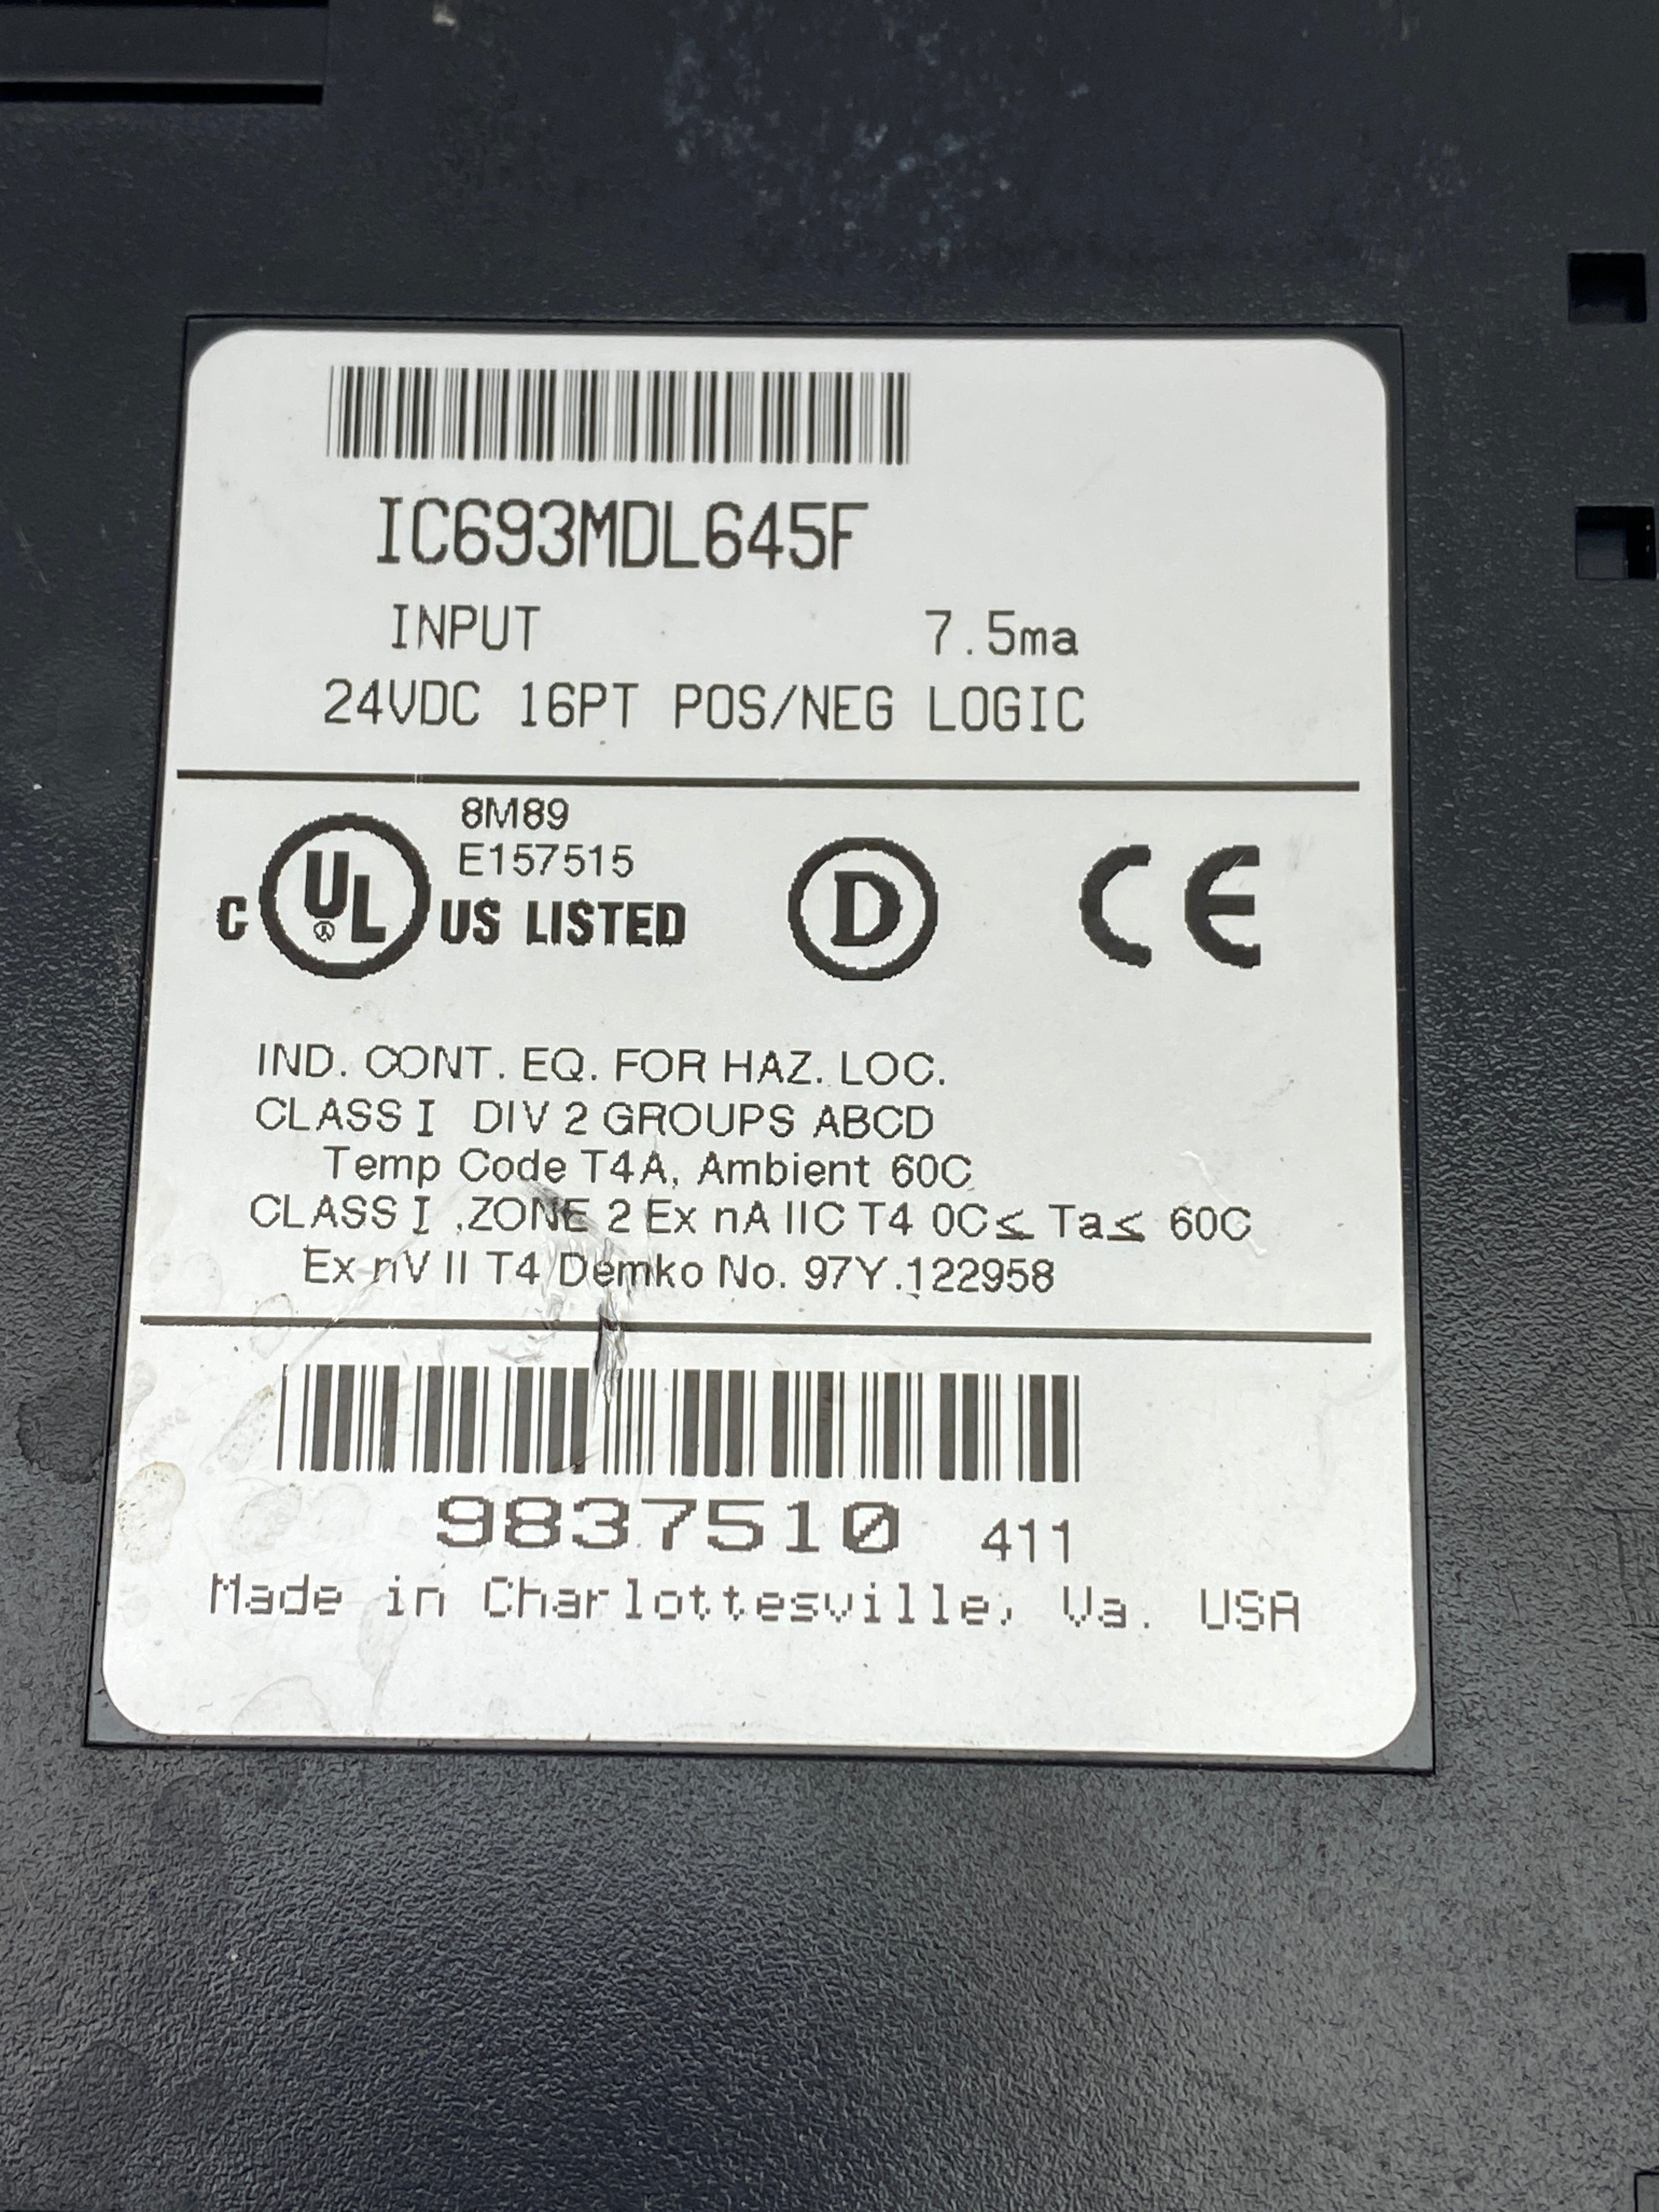 IC693MDL645F
INPUT 7.5ma
24VDC 16PT POS/NEG LOGIC
8M89
E157515
C UL US LISTED D CE
IND. CONT. EQ. FOR HAZ. LOC.
CLASS I DIV 2 GROUPS ABCD
Temp Code T4A, Ambient 60C
CLASS I ,ZONE 2 Ex nA IIC T4 0C≤ Ta≤ 60C
Ex nV II T4 Demko No. 97Y.122958
9837510 411
Made in Charlottesville, Va. USA